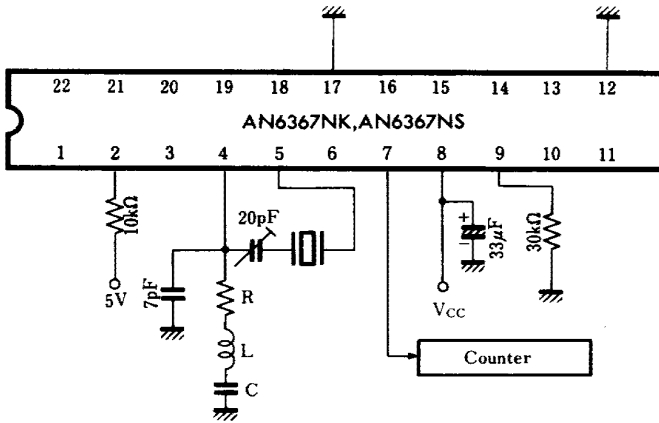 22 21 20 19 18 17 16 15 14 13 12
AN6367NK,AN6367NS
1 2 3 4 5 6 7 8 9 10 11
10kΩ
5V
7pF
20pF
R
L
C
+
−
33μF
VCC
30kΩ
Counter